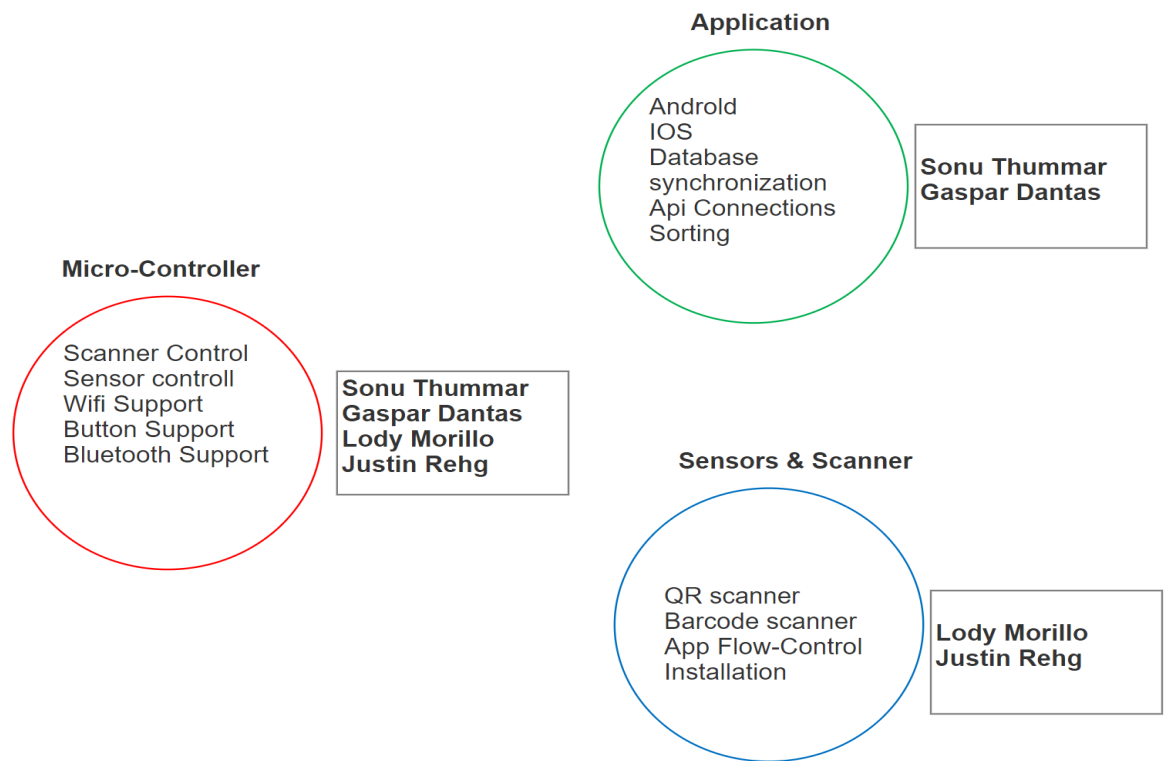 Application
Androld
IOS
Database
synchronization
Api Connections
Sorting
Sonu Thummar
Gaspar Dantas
Micro-Controller
Scanner Control
Sensor controll
Wifi Support
Button Support
Bluetooth Support
Sonu Thummar
Gaspar Dantas
Lody Morillo
Justin Rehg
Sensors & Scanner
QR scanner
Barcode scanner
App Flow-Control
Installation
Lody Morillo
Justin Rehg